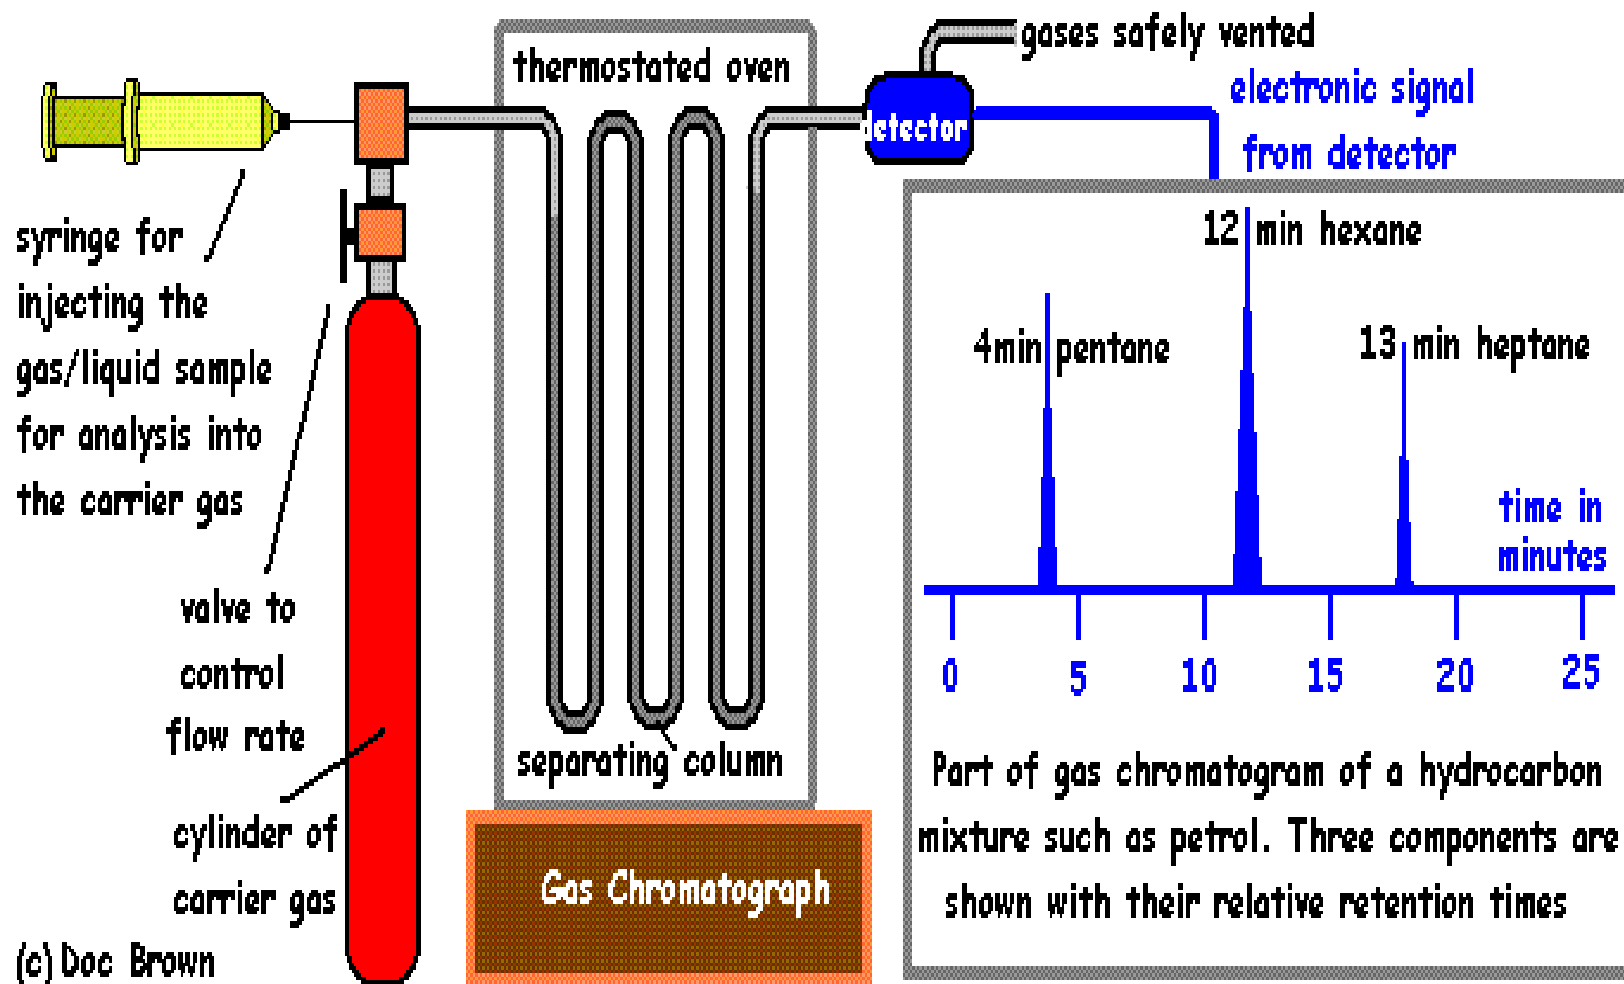 thermostated oven
gases safely vented
electronic signal
from detector
detector
syringe for
injecting the
gas/liquid sample
for analysis into
the carrier gas
valve to
control
flow rate
cylinder of
carrier gas
(c) Doc Brown
separating column
Gas Chromatograph
12 min hexane
4min pentane
13 min heptane
time in
minutes
0 5 10 15 20 25
Part of gas chromatogram of a hydrocarbon
mixture such as petrol. Three components are
shown with their relative retention times